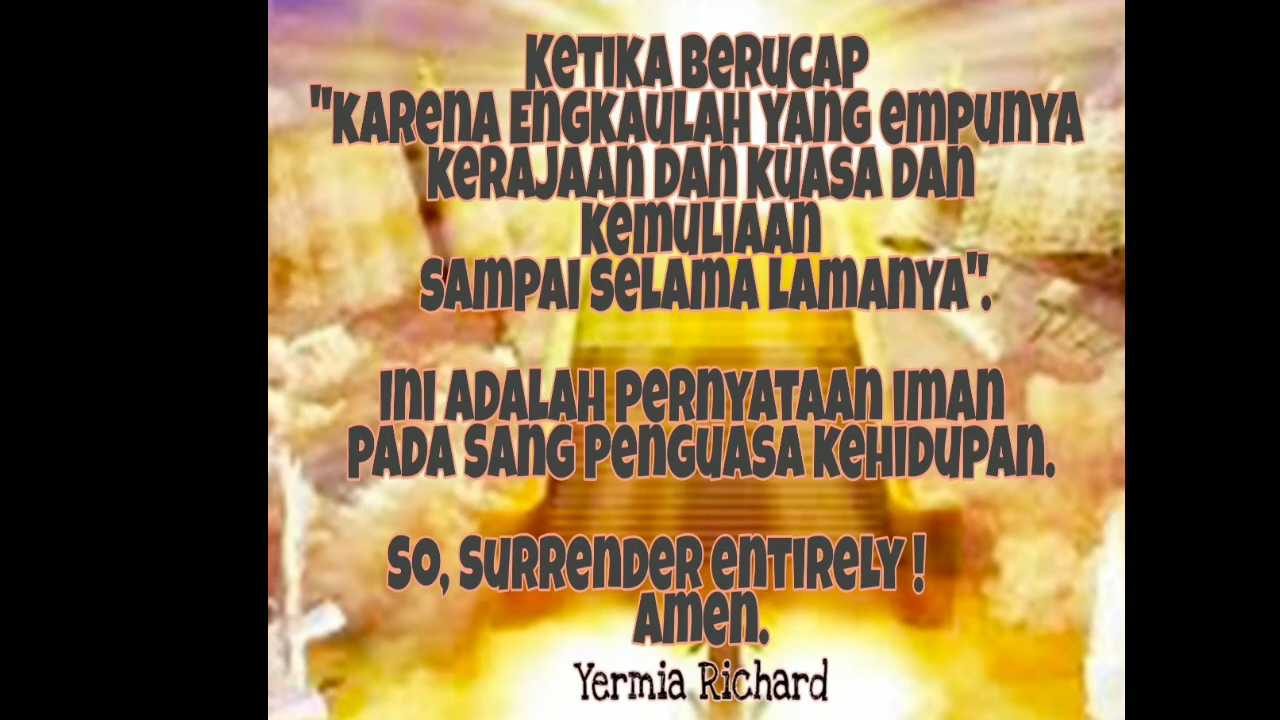 Ketika berucap
"Karena Engkaulah yang empunya
kerajaan dan kuasa dan
kemuliaan
sampai selama lamanya".
Ini adalah pernyataan iman
pada Sang Penguasa Kehidupan.
So, surrender entirely !
Amen.
Yermia Richard